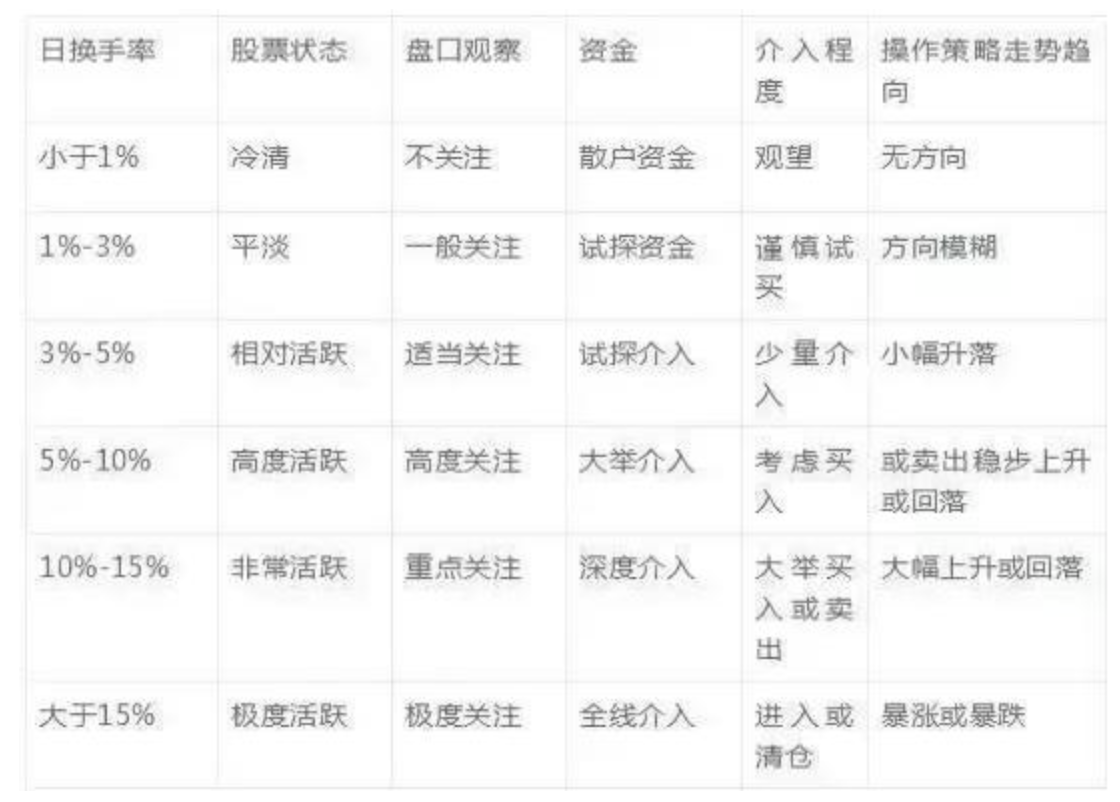 日换手率 股票状态 盘口观察 资金 介入程度 操作策略走势趋向
小于1% 冷清 不关注 散户资金 观望 无方向
1%-3% 平淡 一般关注 试探资金 谨慎试买 方向模糊
3%-5% 相对活跃 适当关注 试探介入 少量介入 小幅升落
5%-10% 高度活跃 高度关注 大举介入 考虑买入 或卖出稳步上升或回落
10%-15% 非常活跃 重点关注 深度介入 大举买入或卖出 大幅上升或回落
大于15% 极度活跃 极度关注 全线介入 进入或清仓 暴涨或暴跌